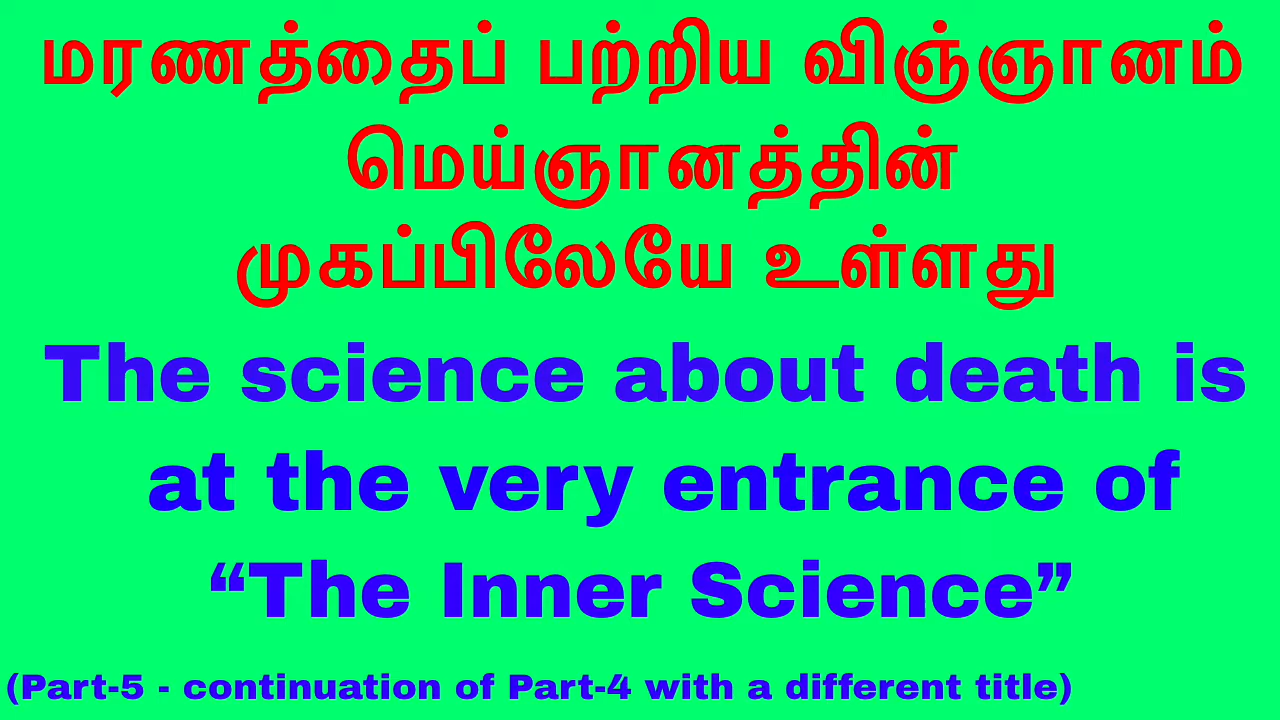 மரணத்தைப் பற்றிய விஞ்ஞானம்
மெய்ஞானத்தின்
முகப்பிலேயே உள்ளது
The science about death is
at the very entrance of
“The Inner Science”
(Part-5 - continuation of Part-4 with a different title)